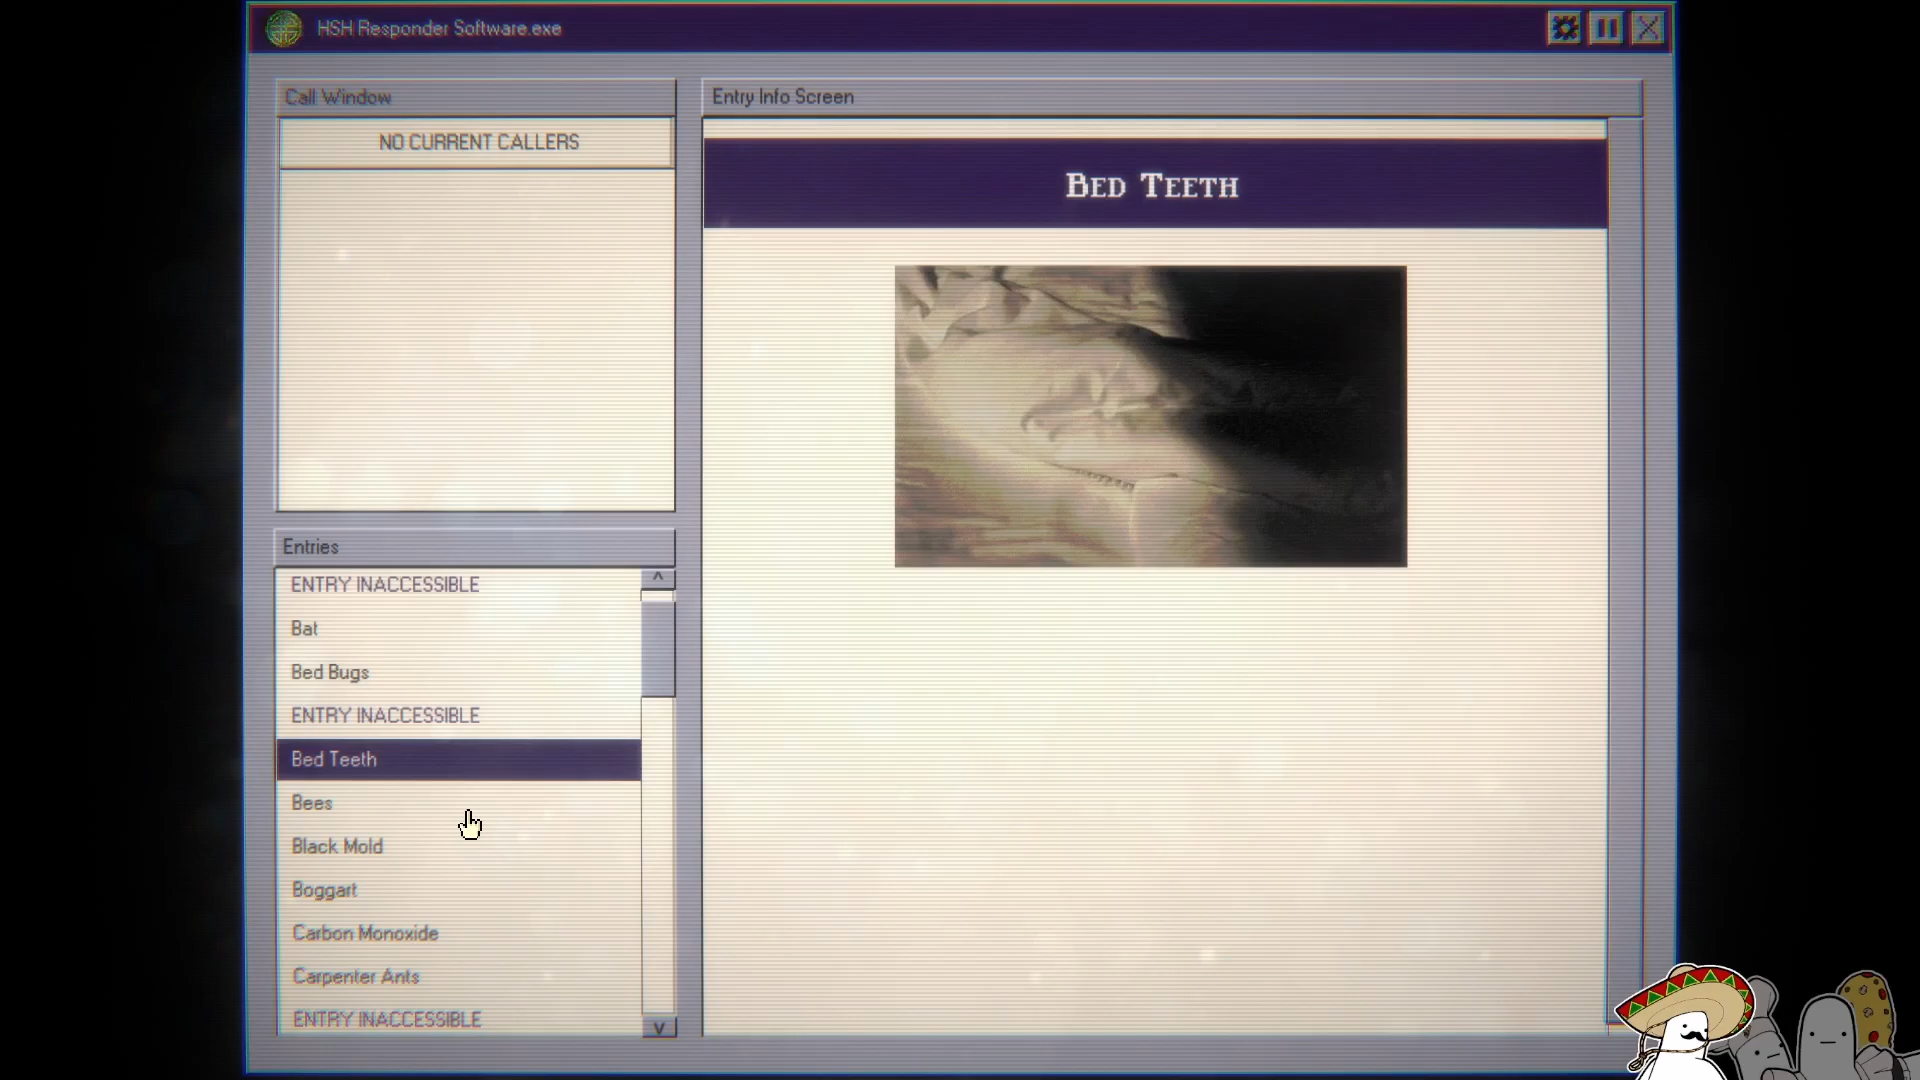 HSH Responder Software.exe
Call Window
NO CURRENT CALLERS
Entries
ENTRY INACCESSIBLE
Bat
Bed Bugs
ENTRY INACCESSIBLE
Bed Teeth
Bees
Black Mold
Boggart
Carbon Monoxide
Carpenter Ants
ENTRY INACCESSIBLE
Entry Info Screen
Bed Teeth